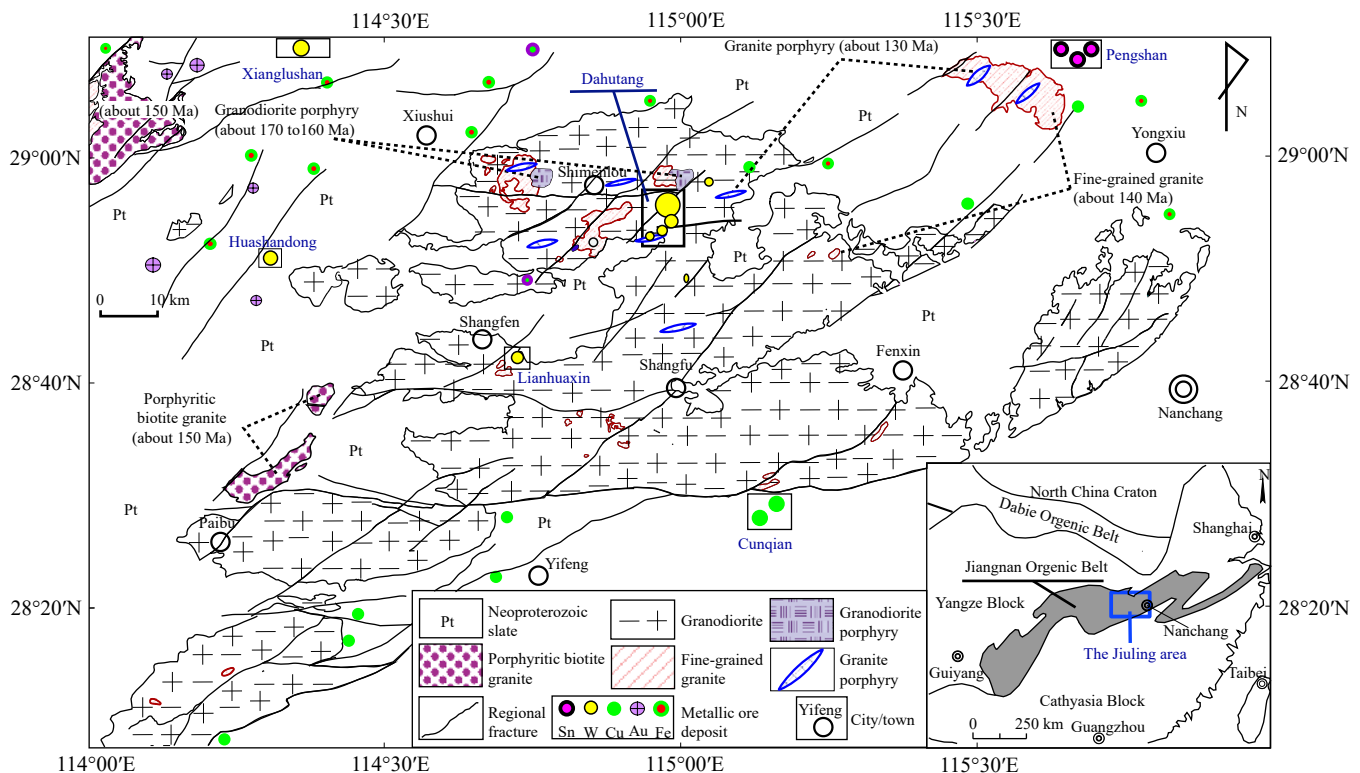 114°30′E
115°00′E
115°30′E
Xianglushan
Granite porphyry (about 130 Ma)
Pengshan
Dahutang
Pt
N
(about 150 Ma)
Granodiorite porphyry
(about 170 to160 Ma)
Xiushui
Pt
Yongxiu
29°00′N
29°00′N
Shimenlou
Fine-grained granite
(about 140 Ma)
Pt
Pt
Huashandong
Pt
Pt
0 10 km
Pt
Pt
Shangfen
Fenxin
Shangfu
Lianhuaxin
28°40′N
28°40′N
Nanchang
Porphyritic
biotite granite
(about 150 Ma)
Pt
Pt
Pt
Paibu
Cunqian
Yifeng
28°20′N
28°20′N
Pt
Neoproterozoic
slate
Granodiorite
Granodiorite
porphyry
Porphyritic biotite
granite
Fine-grained
granite
Granite
porphyry
Regional
fracture
Sn W Cu Au Fe
Metallic ore
deposit
Yifeng
City/town
N
North China Craton
Dabie Orgenic Belt
Shanghai
Jiangnan Orgenic Belt
Yangze Block
Nanchang
The Jiuling area
Guiyang
Taibei
Cathyasia Block
0 250 km
Guangzhou
114°00′E
114°30′E
115°00′E
115°30′E